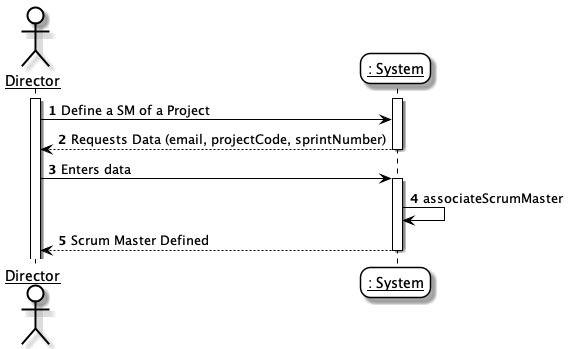 Director
: System
1 Define a SM of a Project
2 Requests Data (email, projectCode, sprintNumber)
3 Enters data
4 associateScrumMaster
5 Scrum Master Defined
Director
: System